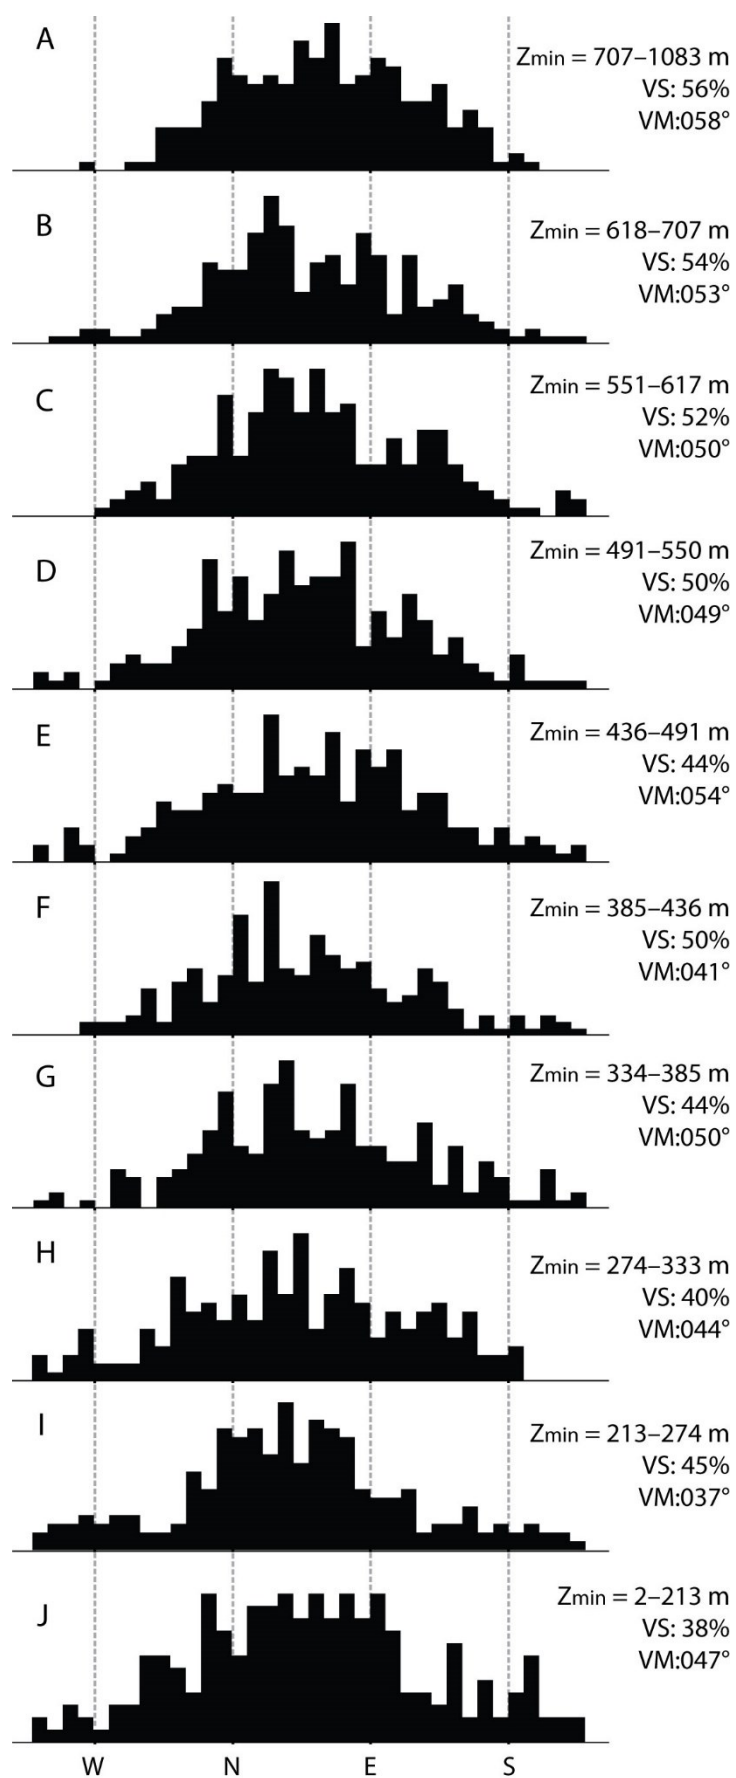 A
Zmin = 707–1083 m
VS: 56%
VM:058°
B
Zmin = 618–707 m
VS: 54%
VM:053°
C
Zmin = 551–617 m
VS: 52%
VM:050°
D
Zmin = 491–550 m
VS: 50%
VM:049°
E
Zmin = 436–491 m
VS: 44%
VM:054°
F
Zmin = 385–436 m
VS: 50%
VM:041°
G
Zmin = 334–385 m
VS: 44%
VM:050°
H
Zmin = 274–333 m
VS: 40%
VM:044°
I
Zmin = 213–274 m
VS: 45%
VM:037°
J
Zmin = 2–213 m
VS: 38%
VM:047°
W N E S